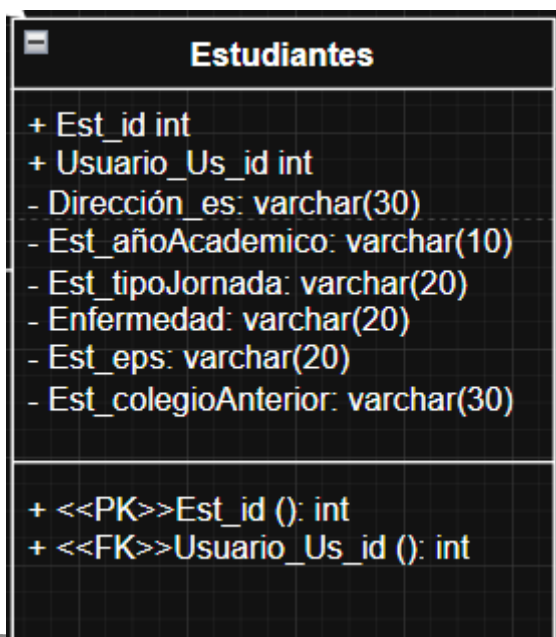 Estudiantes
+ Est_id int
+ Usuario_Us_id int
- Dirección_es: varchar(30)
- Est_añoAcademico: varchar(10)
- Est_tipoJornada: varchar(20)
- Enfermedad: varchar(20)
- Est_eps: varchar(20)
- Est_colegioAnterior: varchar(30)
+ <<PK>>Est_id (): int
+ <<FK>>Usuario_Us_id (): int